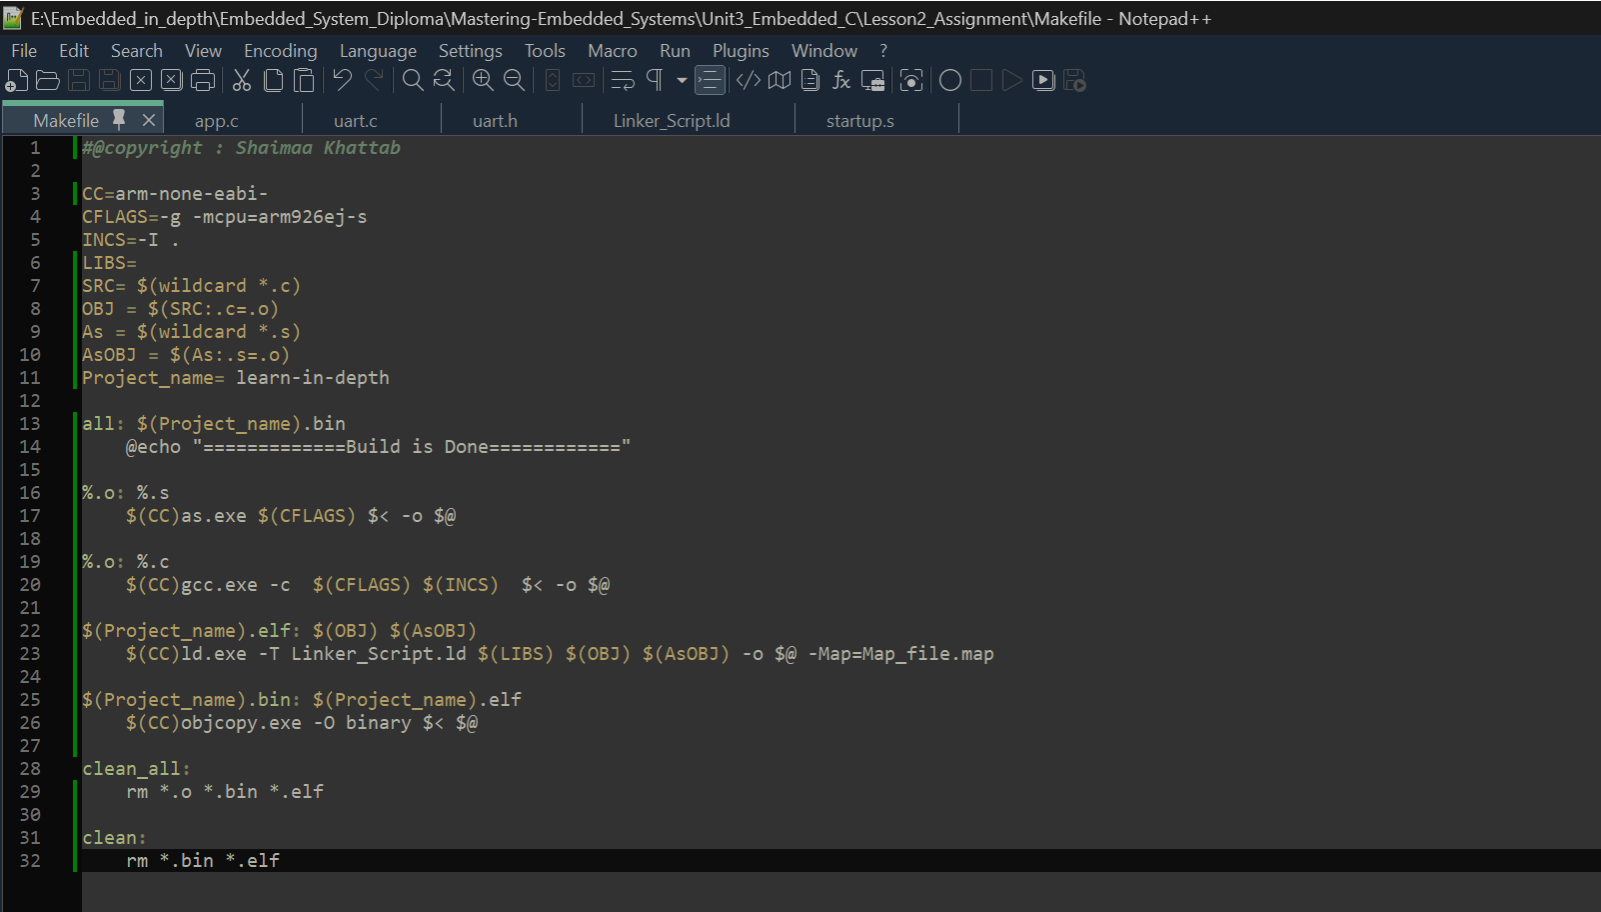 E:\Embedded_in_depth\Embedded_System_Diploma\Mastering-Embedded_Systems\Unit3_Embedded_C\Lesson2_Assignment\Makefile - Notepad++
File Edit Search View Encoding Language Settings Tools Macro Run Plugins Window ?
Makefile app.c uart.c uart.h Linker_Script.ld startup.s
1 #@copyright : Shaimaa Khattab
2
3 CC=arm-none-eabi-
4 CFLAGS=-g -mcpu=arm926ej-s
5 INCS=-I .
6 LIBS=
7 SRC= $(wildcard *.c)
8 OBJ = $(SRC:.c=.o)
9 As = $(wildcard *.s)
10 AsOBJ = $(As:.s=.o)
11 Project_name= learn-in-depth
12
13 all: $(Project_name).bin
14 @echo "=============Build is Done============"
15
16 %.o: %.s
17 $(CC)as.exe $(CFLAGS) $< -o $@
18
19 %.o: %.c
20 $(CC)gcc.exe -c  $(CFLAGS) $(INCS)  $< -o $@
21
22 $(Project_name).elf: $(OBJ) $(AsOBJ)
23 $(CC)ld.exe -T Linker_Script.ld $(LIBS) $(OBJ) $(AsOBJ) -o $@ -Map=Map_file.map
24
25 $(Project_name).bin: $(Project_name).elf
26 $(CC)objcopy.exe -O binary $< $@
27
28 clean_all:
29 rm *.o *.bin *.elf
30
31 clean:
32 rm *.bin *.elf